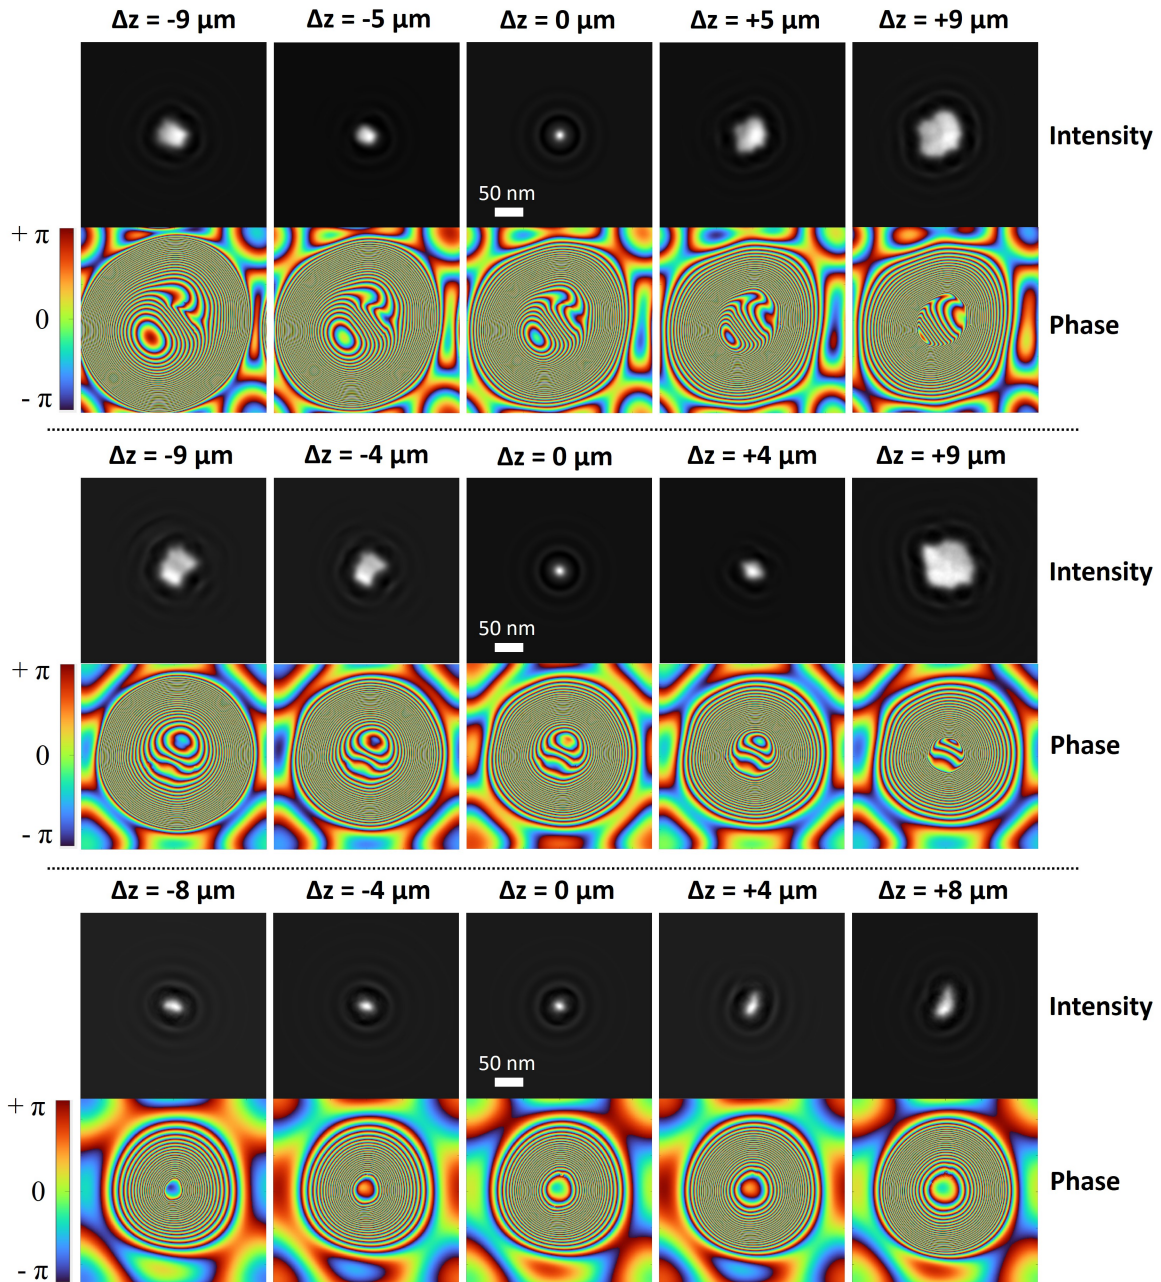 Δz = -9 µm Δz = -5 µm Δz = 0 µm Δz = +5 µm Δz = +9 µm
Intensity
50 nm
+ π
0
- π
Phase
Δz = -9 µm Δz = -4 µm Δz = 0 µm Δz = +4 µm Δz = +9 µm
Intensity
50 nm
+ π
0
- π
Phase
Δz = -8 µm Δz = -4 µm Δz = 0 µm Δz = +4 µm Δz = +8 µm
Intensity
50 nm
+ π
0
- π
Phase